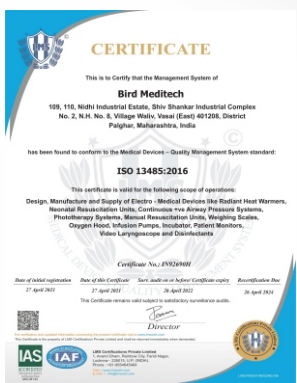 CERTIFICATE
This is to Certify that the Management System of
Bird Meditech
109, 110, Nidhi Industrial Estate, Shiv Shankar Industrial Complex
No. 2, N.H. No. 8, Village Waliv, Vasai (East) 401208, District
Palghar, Maharashtra, India
has been found to conform to the Medical Devices – Quality Management System standard:
ISO 13485:2016
This certificate is valid for the following scope of operations:
Design, Manufacture and Supply of Electro - Medical Devices like Radiant Heat Warmers,
Neonatal Resuscitation Units, Continuation +ve Airway Pressure Systems,
Phototherapy Systems, Manual Resuscitation Units, Weighing Scales,
Oxygen Hood, Infusion Pumps, Incubator, Patient Monitors,
Video Laryngoscope and Disinfectants
Certificate No.: IN92690H
Date of initial registration Date of this Certificate Surv. audit on or before/ Certificate expiry Recertification Due
27 April 2021 27 April 2021 26 April 2022 26 April 2024
This Certificate remains valid subject to satisfactory surveillance audits.
Director
IAS
ACCREDITED
IAF
LMS Certifications Private Limited